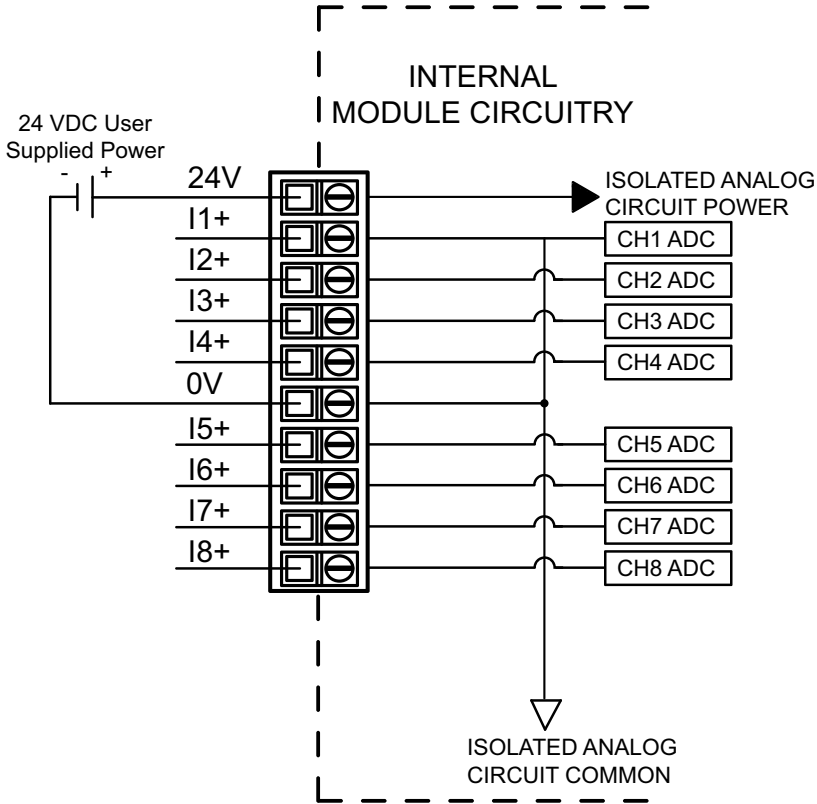 INTERNAL
MODULE CIRCUITRY
24 VDC User
Supplied Power
- +
24V
ISOLATED ANALOG
CIRCUIT POWER
I1+
CH1 ADC
I2+
CH2 ADC
I3+
CH3 ADC
I4+
CH4 ADC
0V
I5+
CH5 ADC
I6+
CH6 ADC
I7+
CH7 ADC
I8+
CH8 ADC
ISOLATED ANALOG
CIRCUIT COMMON